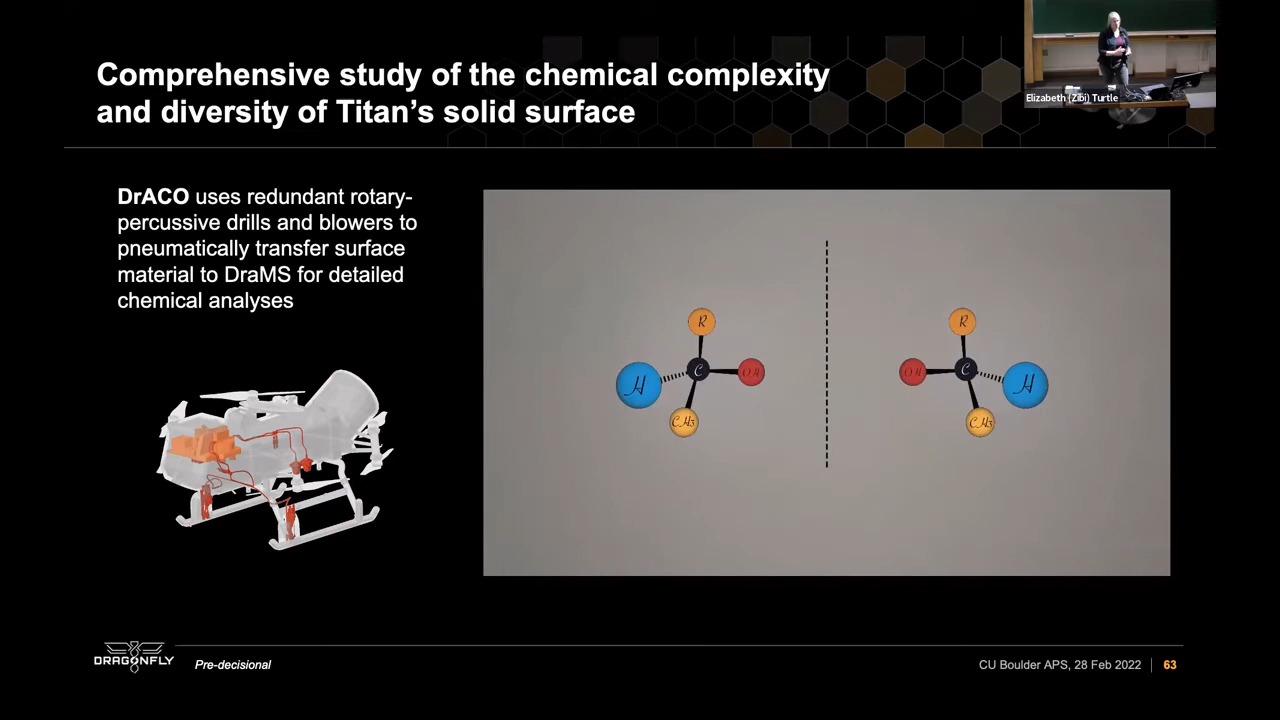 Comprehensive study of the chemical complexity
and diversity of Titan's solid surface
Elizabeth (Zibi) Turtle
DrACO uses redundant rotary-
percussive drills and blowers to
pneumatically transfer surface
material to DraMS for detailed
chemical analyses
R
H
C
OH
CH3
R
OH
C
H
CH3
DRAGONFLY
Pre-decisional
CU Boulder APS, 28 Feb 2022
63